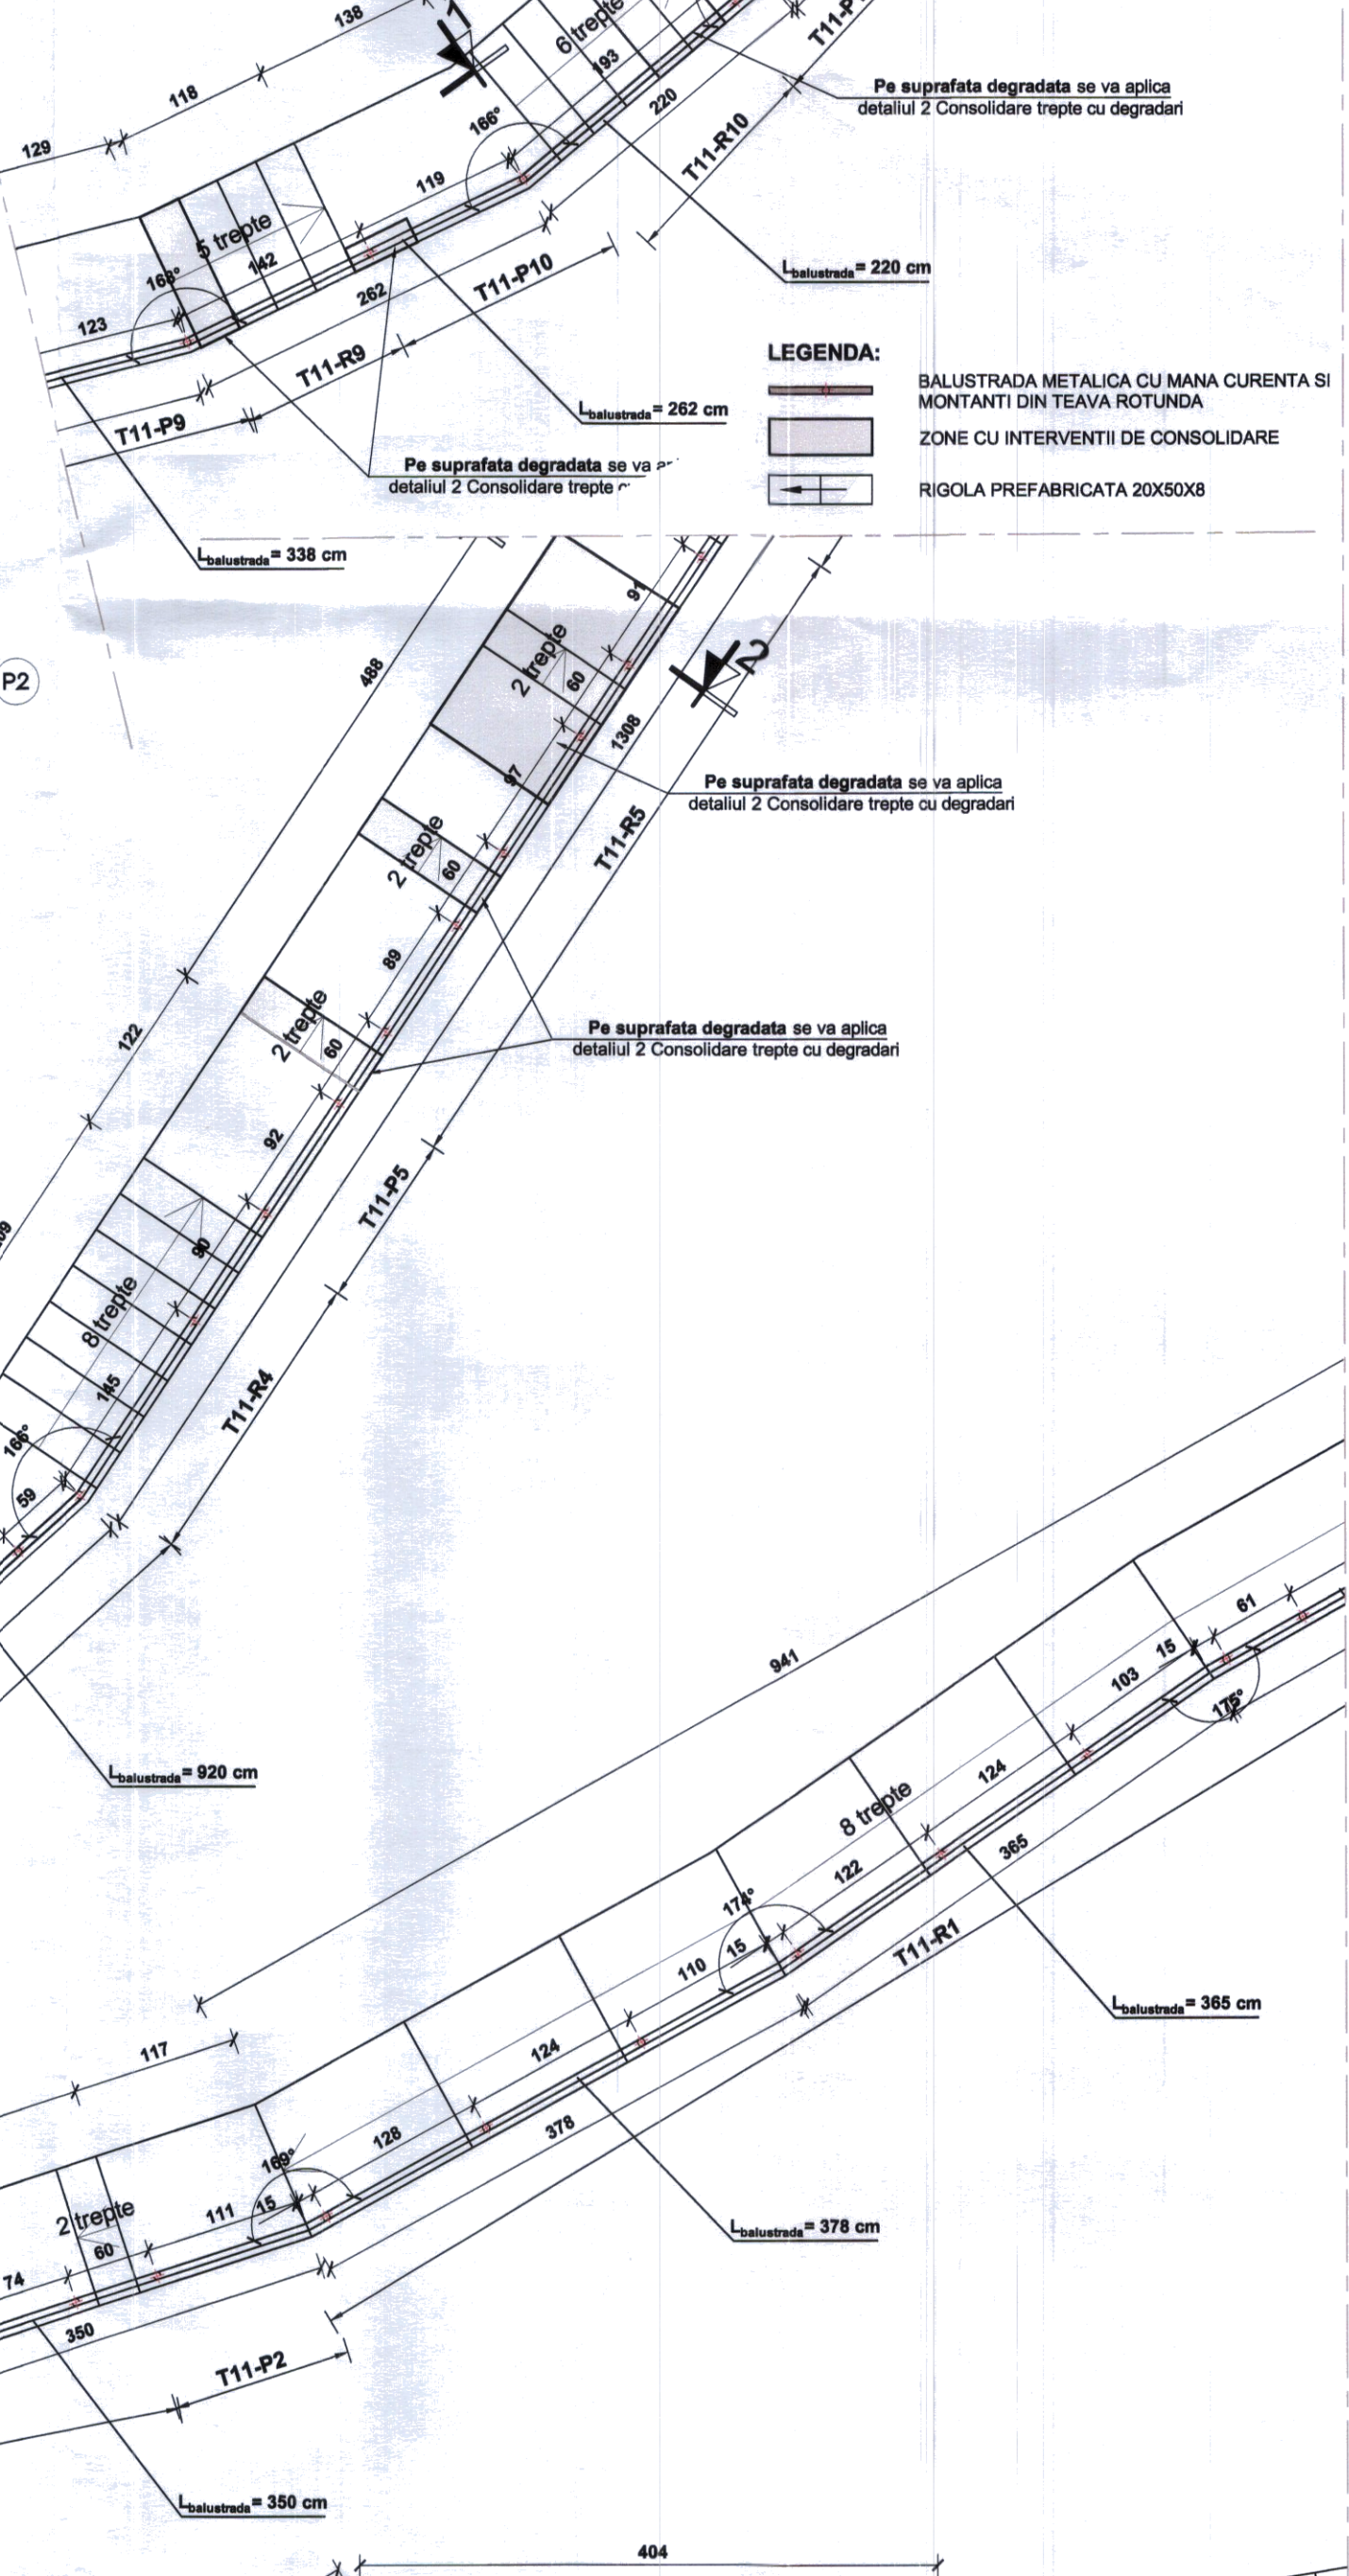 138
1
6 trepte
193
118
Pe suprafata degradata se va aplica
detaliul 2 Consolidare trepte cu degradari
220
166°
129
T11-R10
119
5 trepte
142
168°
262
T11-P10
Lbalustrada= 220 cm
123
T11-R9
LEGENDA:
BALUSTRADA METALICA CU MANA CURENTA SI
MONTANTI DIN TEAVA ROTUNDA
Lbalustrada= 262 cm
T11-P9
ZONE CU INTERVENTII DE CONSOLIDARE
Pe suprafata degradata se va
detaliul 2 Consolidare trepte
RIGOLA PREFABRICATA 20X50X8
Lbalustrada= 338 cm
91
2 trepte
60
488
P2
2
1308
97
Pe suprafata degradata se va aplica
detaliul 2 Consolidare trepte cu degradari
T11-R5
2 trepte
60
89
2 trepte
60
122
Pe suprafata degradata se va aplica
detaliul 2 Consolidare trepte cu degradari
92
T11-P5
90
8 trepte
145
T11-R4
166°
59
61
15
941
103
175°
124
Lbalustrada= 920 cm
8 trepte
365
122
174°
15
110
T11-R1
Lbalustrada= 365 cm
117
124
378
128
169°
15
111
2 trepte
60
Lbalustrada= 378 cm
74
350
T11-P2
Lbalustrada= 350 cm
404